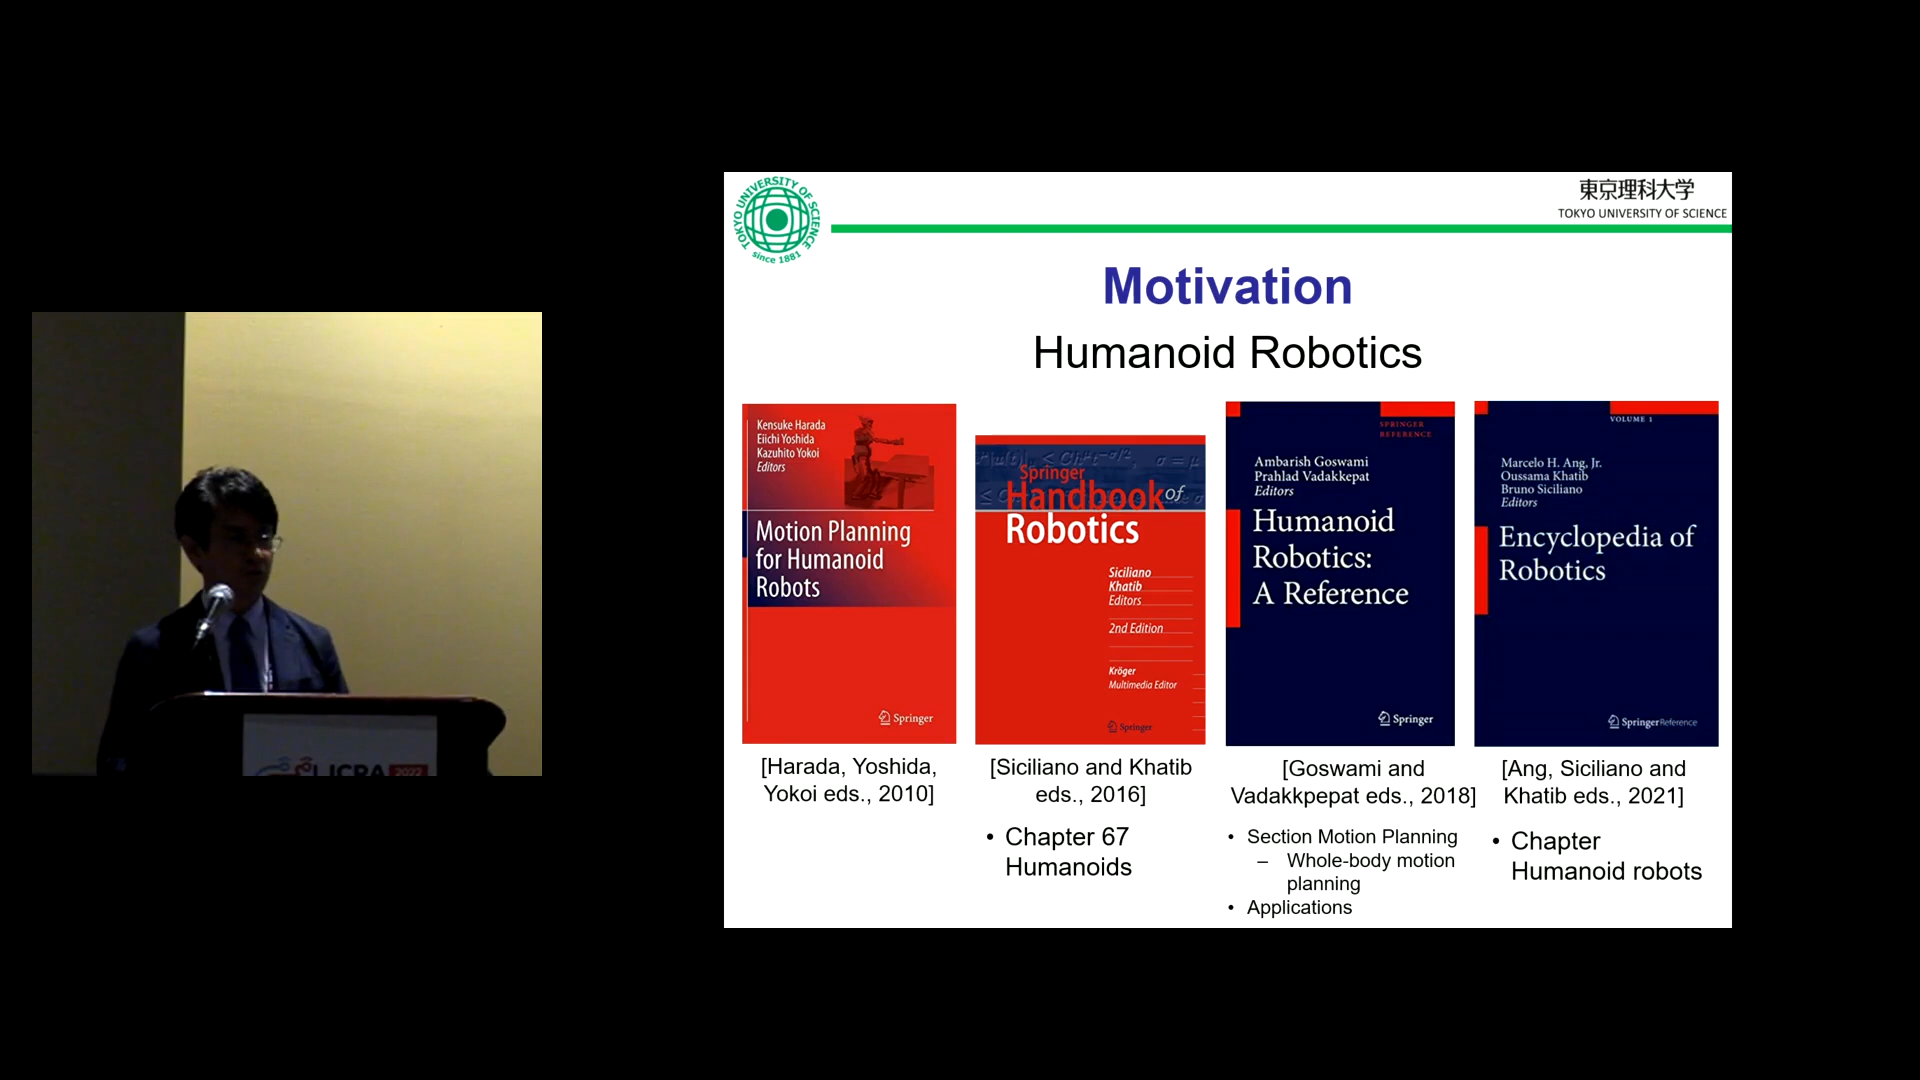 TOKYO UNIVERSITY OF SCIENCE
since 1881
東京理科大学
TOKYO UNIVERSITY OF SCIENCE
Motivation
Humanoid Robotics
Kensuke Harada
Eiichi Yoshida
Kazuhito Yokoi
Editors
Motion Planning
for Humanoid
Robots
Springer
Springer
Handbook of
Robotics
Siciliano
Khatib
Editors
2nd Edition
Kröger
Multimedia Editor
Springer
SPRINGER
REFERENCE
Ambarish Goswami
Prahlad Vadakkepat
Editors
Humanoid
Robotics:
A Reference
Springer
VOLUME 1
Marcelo H. Ang, Jr.
Oussama Khatib
Bruno Siciliano
Editors
Encyclopedia of
Robotics
SpringerReference
[Harada, Yoshida,
Yokoi eds., 2010]
[Siciliano and Khatib
eds., 2016]
• Chapter 67
Humanoids
[Goswami and
Vadakkpepat eds., 2018]
• Section Motion Planning
– Whole-body motion
planning
• Applications
[Ang, Siciliano and
Khatib eds., 2021]
• Chapter
Humanoid robots
ICRA 2022